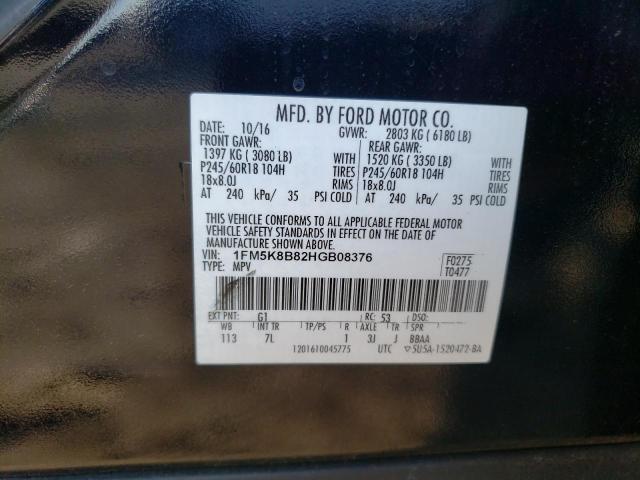 MFD. BY FORD MOTOR CO.
DATE: 10/16 GVWR: 2803 KG ( 6180 LB)
FRONT GAWR: REAR GAWR:
1397 KG ( 3080 LB) WITH 1520 KG ( 3350 LB) WITH
P245/60R18 104H TIRES P245/60R18 104H TIRES
18x8.0J RIMS 18x8.0J RIMS
AT 240 kPa/ 35 PSI COLD AT 240 kPa/ 35 PSI COLD
THIS VEHICLE CONFORMS TO ALL APPLICABLE FEDERAL MOTOR
VEHICLE SAFETY STANDARDS IN EFFECT ON THE DATE OF
MANUFACTURE SHOWN ABOVE.
VIN: 1FM5K8B82HGB08376 F0275
TYPE: MPV T0477
EXT PNT: G1 RC: 53 DSO:
WB INT TR TP/PS R AXLE TR SPR
113 7L 1 3J J BBAA
1201610045775 UTC ▽5U5A-1520472-BA